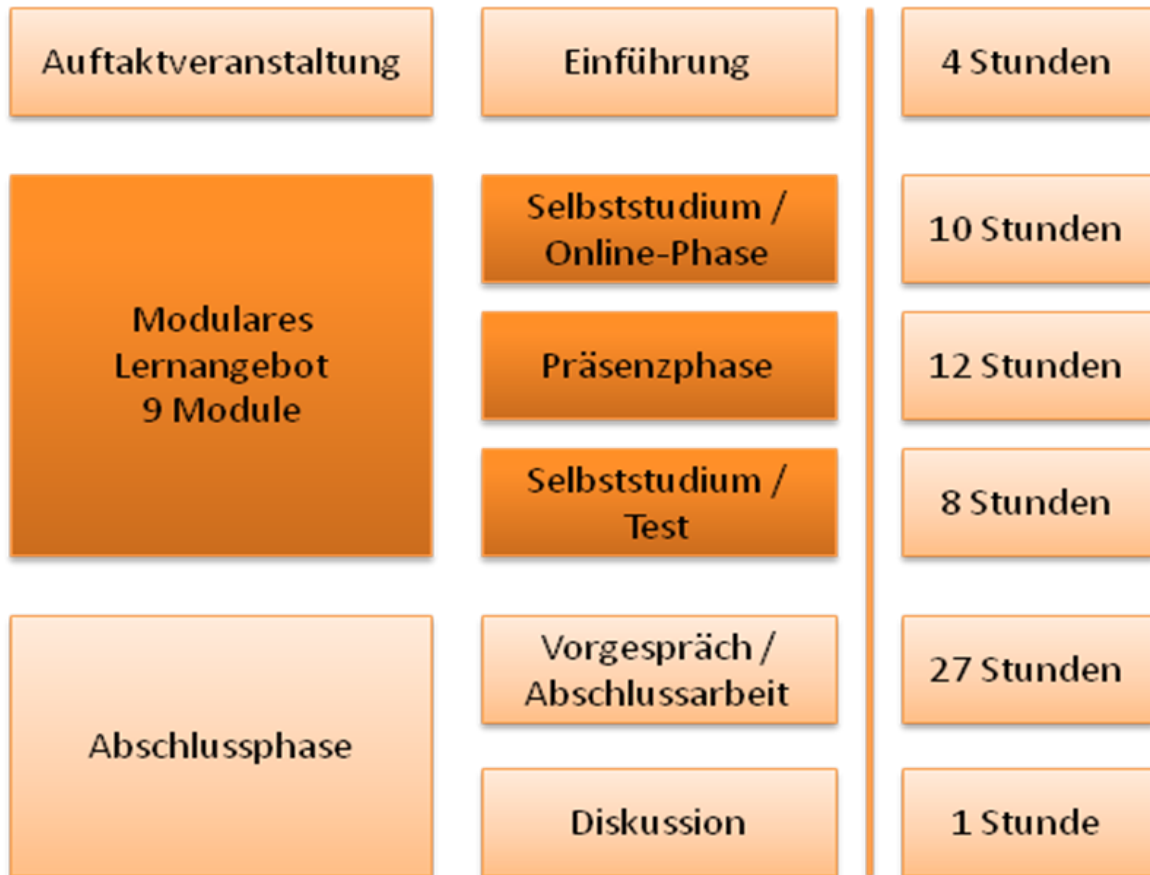 Auftaktveranstaltung
Einführung
4 Stunden
Modulares
Lernangebot
9 Module
Selbststudium /
Online-Phase
10 Stunden
Präsenzphase
12 Stunden
Selbststudium /
Test
8 Stunden
Abschlussphase
Vorgespräch /
Abschlussarbeit
27 Stunden
Diskussion
1 Stunde